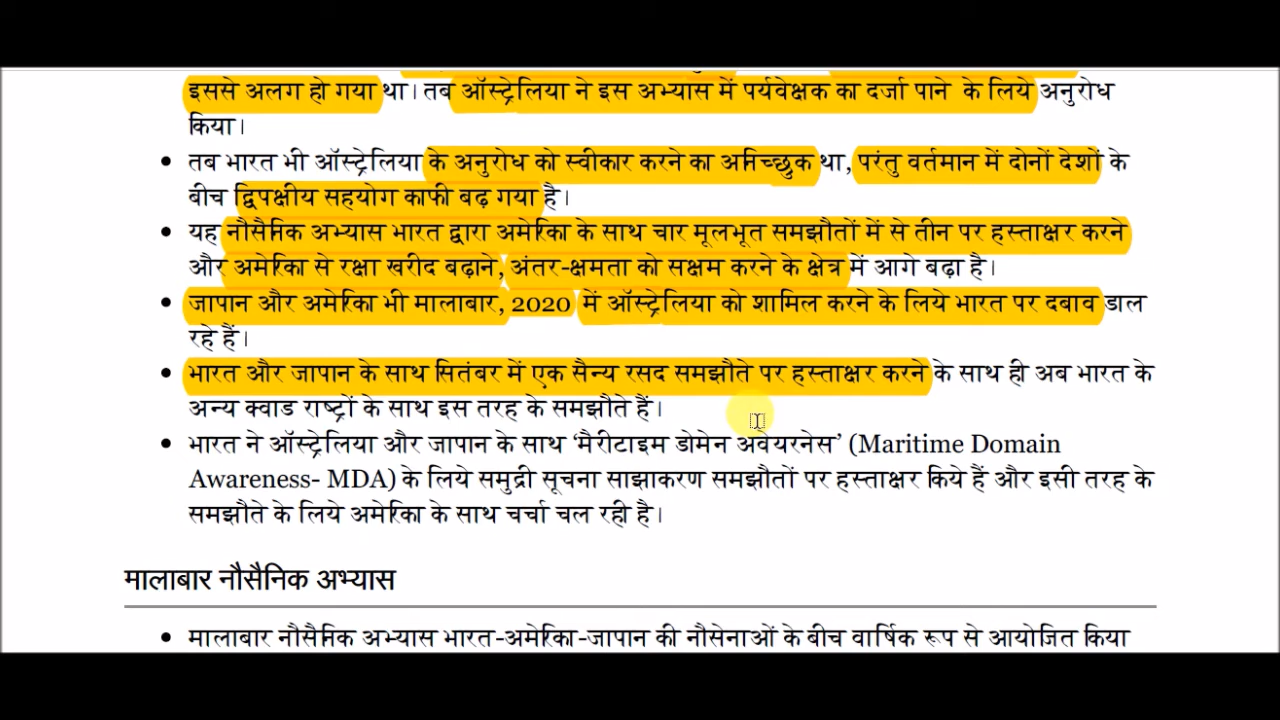 इससे अलग हो गया था। तब ऑस्ट्रेलिया ने इस अभ्यास में पर्यवेक्षक का दर्जा पाने के लिये अनुरोध
किया।
• तब भारत भी ऑस्ट्रेलिया के अनुरोध को स्वीकार करने का अनिच्छुक था, परंतु वर्तमान में दोनों देशों के
बीच द्विपक्षीय सहयोग काफी बढ़ गया है।
• यह नौसैनिक अभ्यास भारत द्वारा अमेरिका के साथ चार मूलभूत समझौतों में से तीन पर हस्ताक्षर करने
और अमेरिका से रक्षा खरीद बढ़ाने, अंतर-क्षमता को सक्षम करने के क्षेत्र में आगे बढ़ा है।
• जापान और अमेरिका भी मालाबार, 2020 में ऑस्ट्रेलिया को शामिल करने के लिये भारत पर दबाव डाल
रहे हैं।
• भारत और जापान के साथ सितंबर में एक सैन्य रसद समझौते पर हस्ताक्षर करने के साथ ही अब भारत के
अन्य क्वाड राष्ट्रों के साथ इस तरह के समझौते हैं।
• भारत ने ऑस्ट्रेलिया और जापान के साथ ‘मैरीटाइम डोमेन अवेयरनेस’ (Maritime Domain
Awareness- MDA) के लिये समुद्री सूचना साझाकरण समझौतों पर हस्ताक्षर किये हैं और इसी तरह के
समझौते के लिये अमेरिका के साथ चर्चा चल रही है।
मालाबार नौसैनिक अभ्यास
• मालाबार नौसैनिक अभ्यास भारत-अमेरिका-जापान की नौसेनाओं के बीच वार्षिक रूप से आयोजित किया